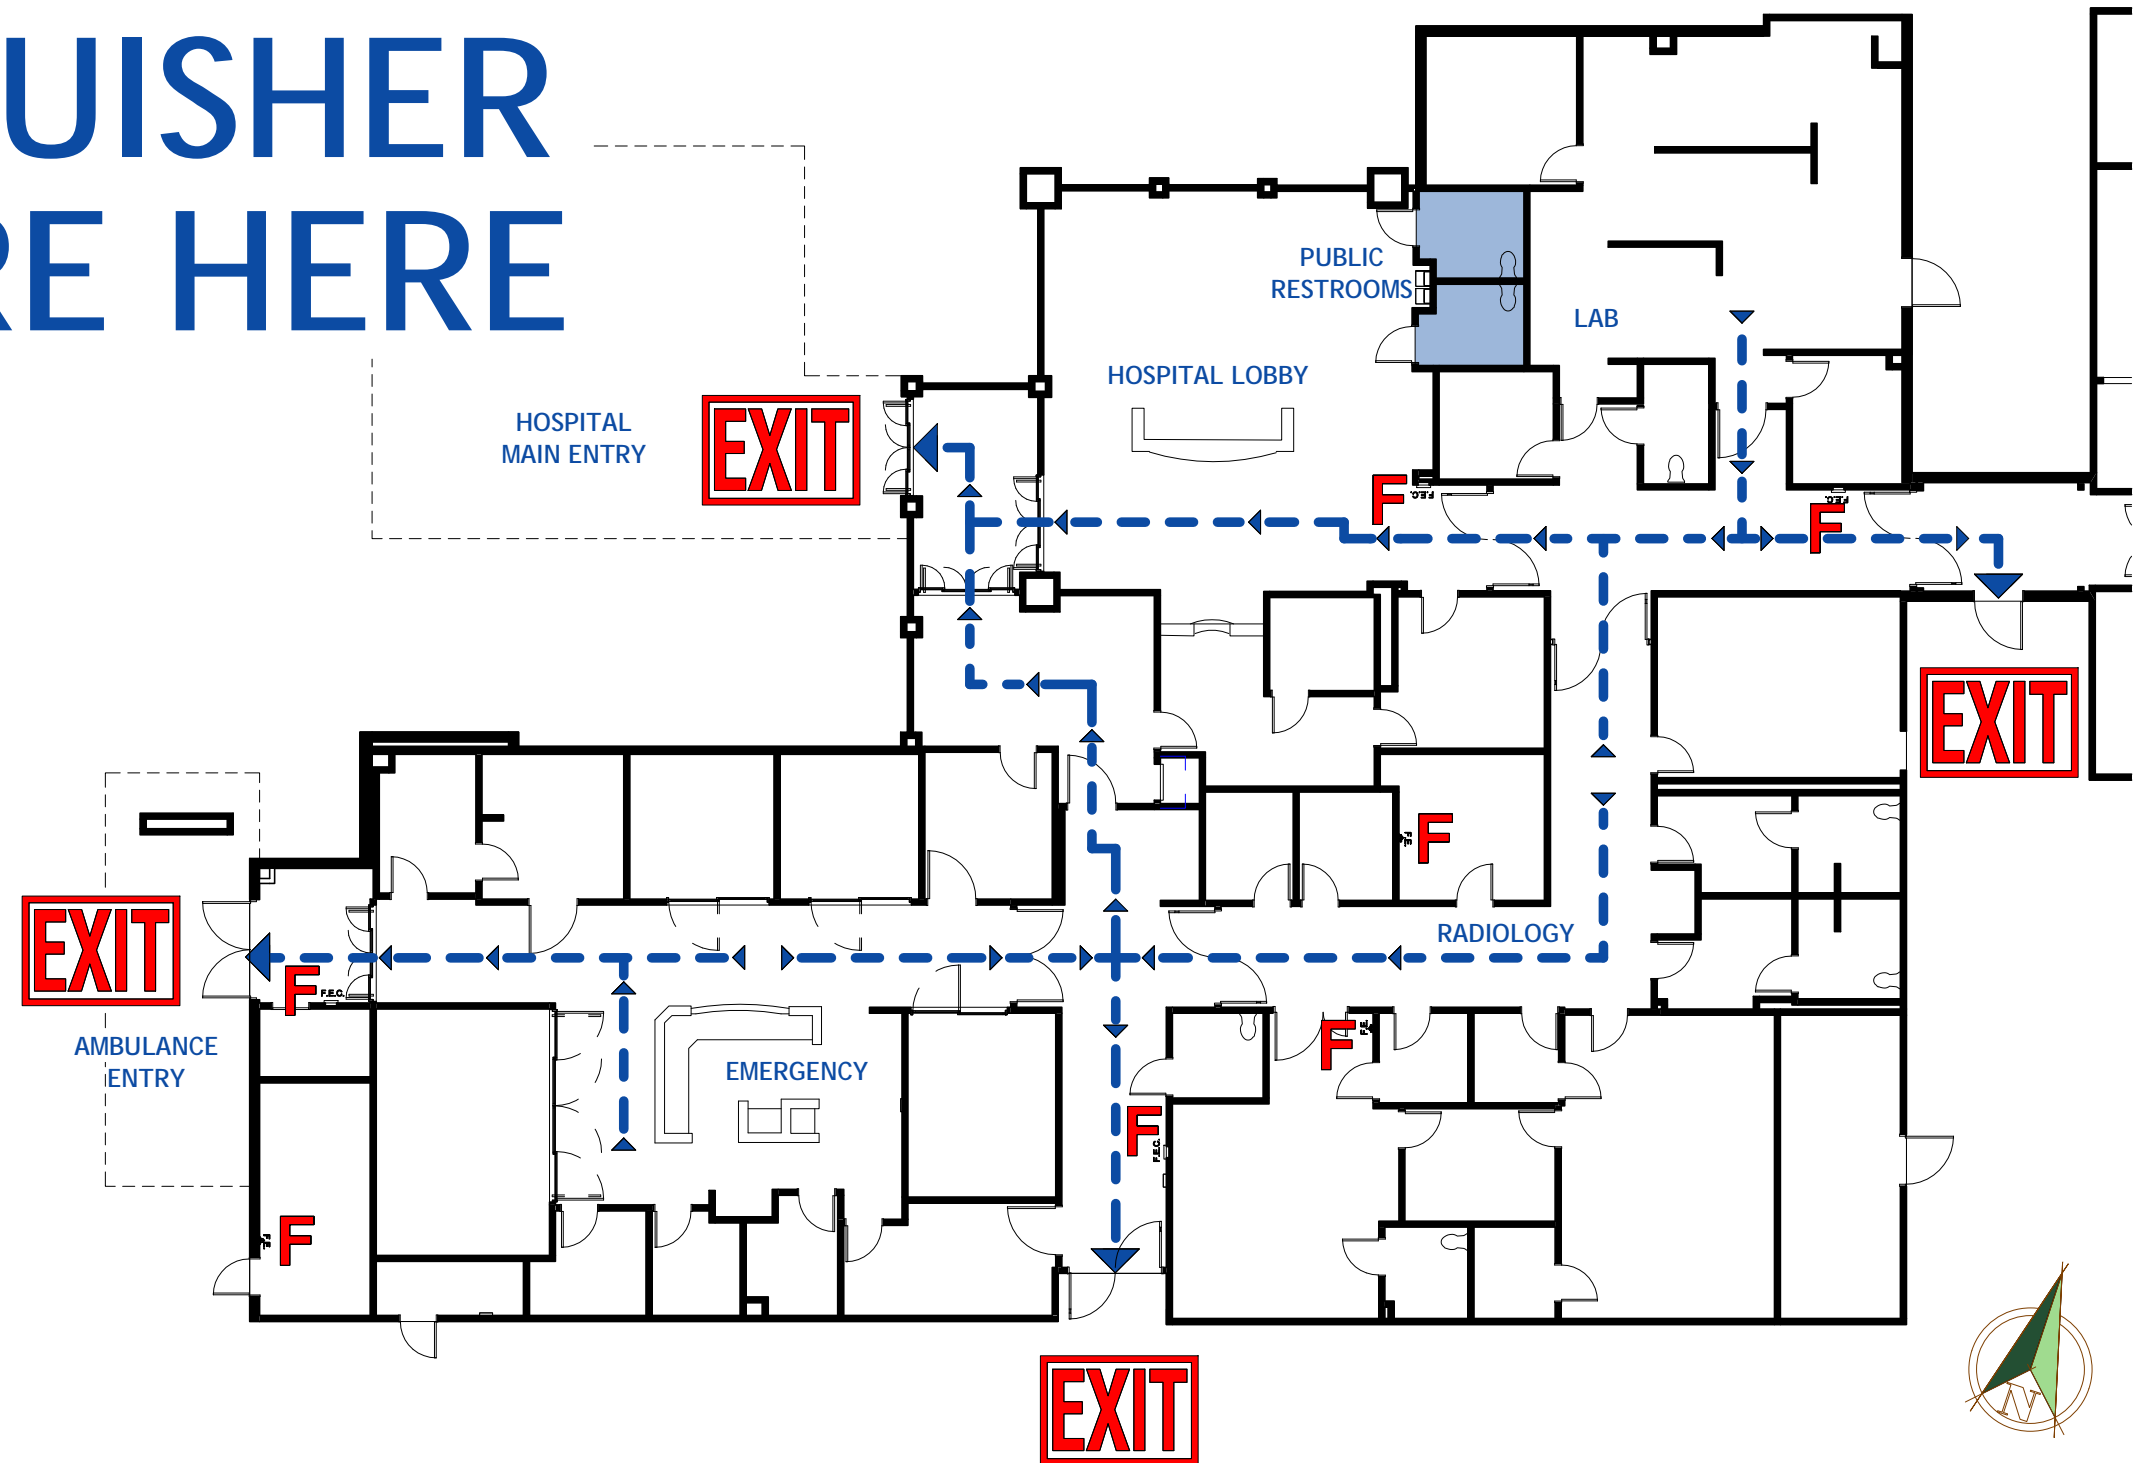 UISHER
RE HERE
PUBLIC
RESTROOMS
LAB
HOSPITAL LOBBY
HOSPITAL
MAIN ENTRY
EXIT
F
F.E.C.
F.E.C.
F
EXIT
F.E.
F
EXIT
RADIOLOGY
F
F.E.C.
AMBULANCE
ENTRY
EMERGENCY
F
F.E.
F
F.E.C.
F.E.
F
EXIT
N